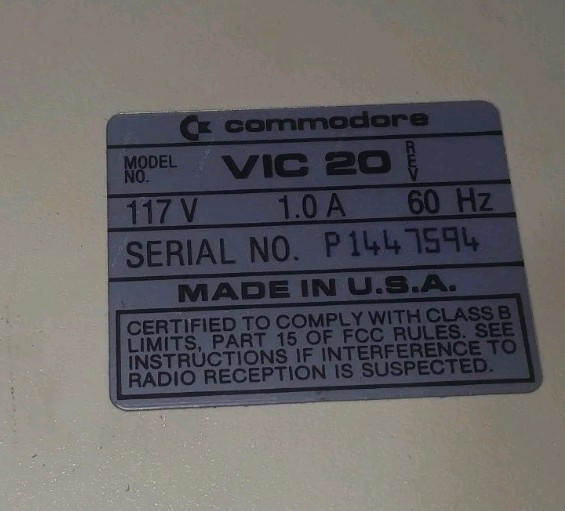 commodore
MODEL NO. VIC 20 REV
117 V 1.0 A 60 Hz
SERIAL NO. P1447594
MADE IN U.S.A.
CERTIFIED TO COMPLY WITH CLASS B
LIMITS, PART 15 OF FCC RULES. SEE
INSTRUCTIONS IF INTERFERENCE TO
RADIO RECEPTION IS SUSPECTED.